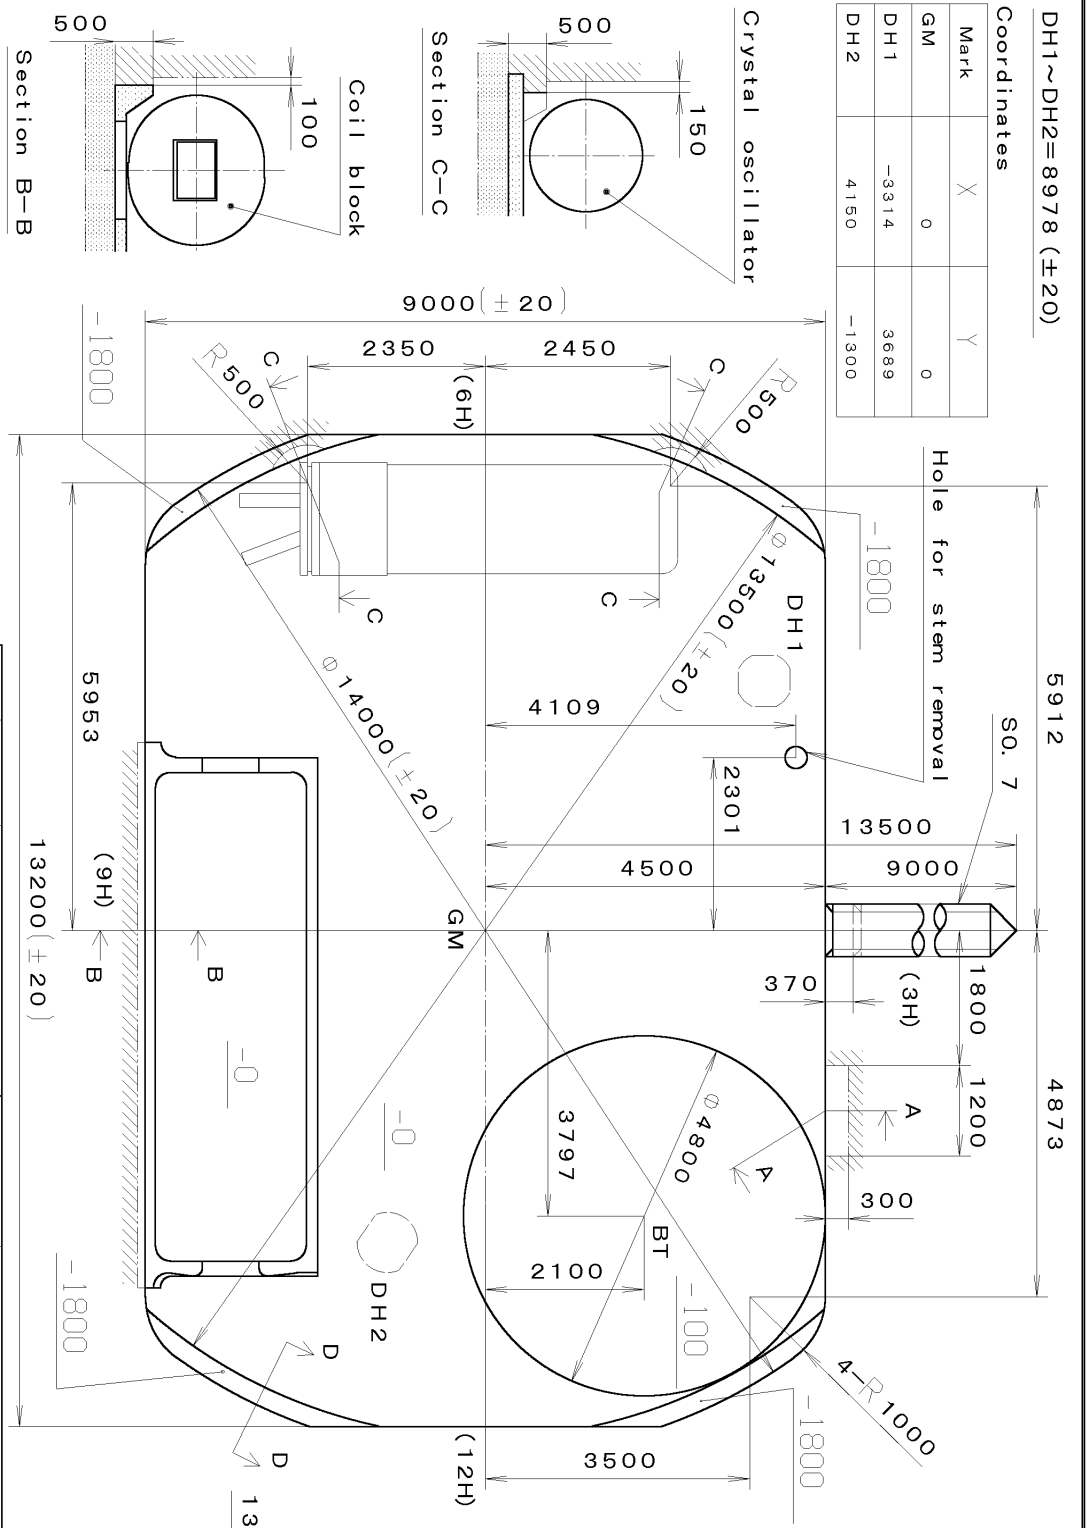 DH1~DH2=8978 (±20)
Coordinates
Mark X Y
GM 0 0
DH1 -3314 3689
DH2 4150 -1300
Crystal oscillator
500
150
Section C-C
Coil block
500
100
Section B-B
Hole for stem removal
SO. 7
5912
4873
13500
9000
4500
4109
2301
370
(3H)
1800
1200
300
A
A
-1800
-1800
-1800
-1800
9000(±20)
2350
2450
(6H)
R500
R500
C
C
C
C
DH1
Φ13500(±20)
Φ14000(±20)
GM
Φ4800
BT
3797
2100
-100
4-R1000
3500
(12H)
-0
-0
DH2
D
D
13
B
B
(9H)
5953
13200(±20)